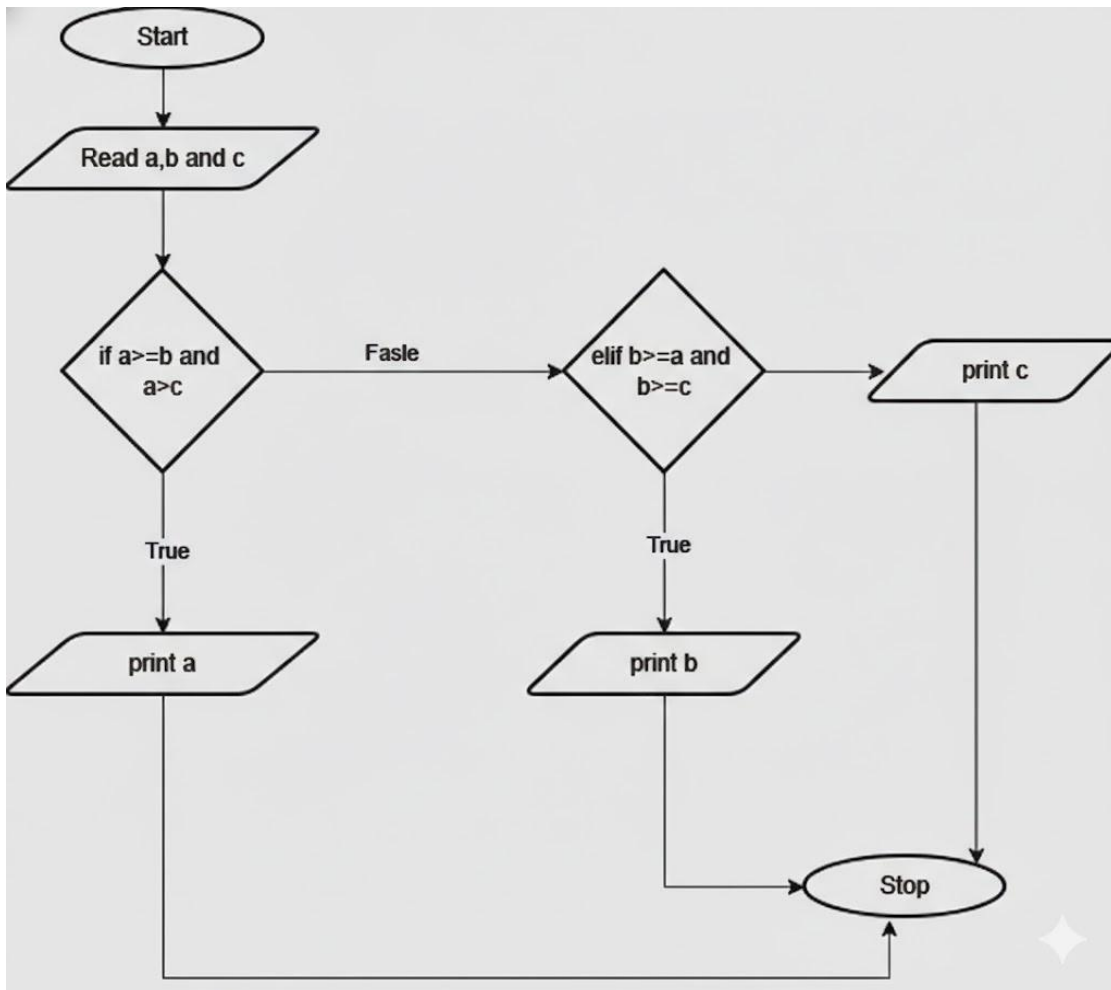 Start
Read a,b and c
if a>=b and
a>c
Fasle
elif b>=a and
b>=c
print c
True
True
print a
print b
Stop